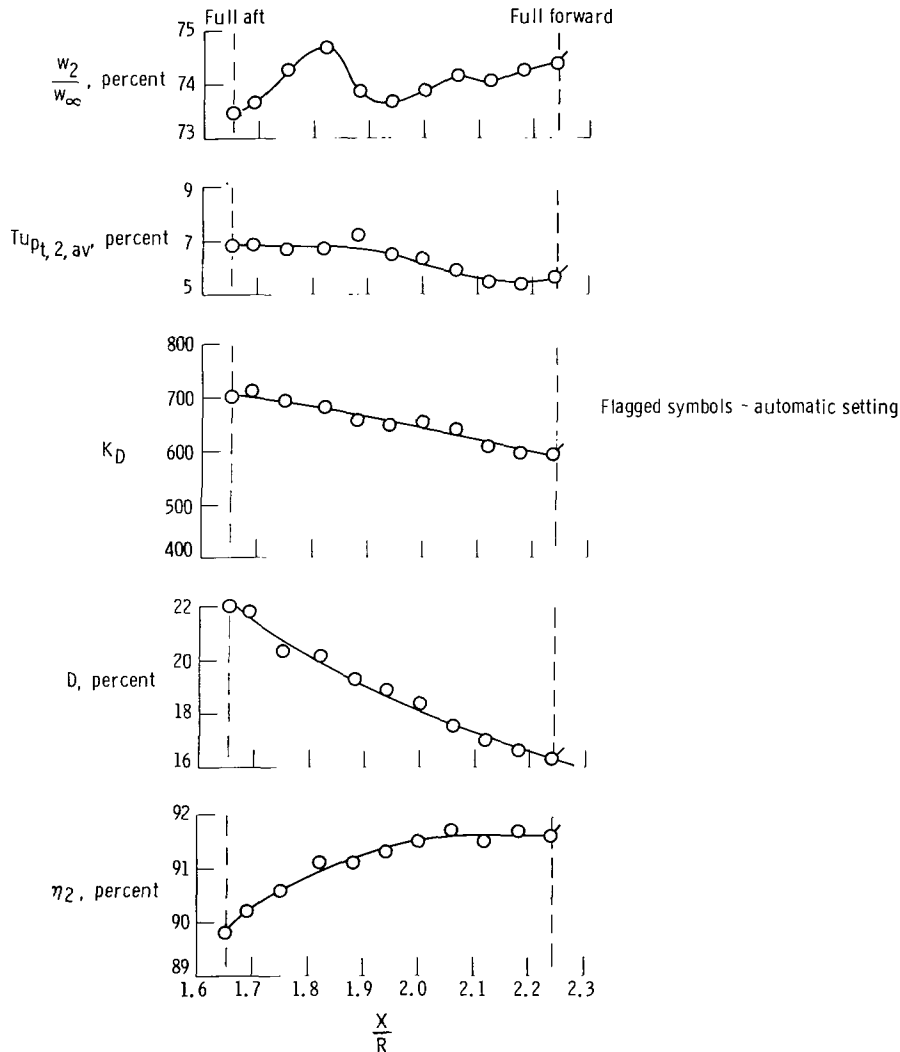 Full aft
Full forward
75
74
73
w2/w∞, percent
9
7
5
Tu pt, 2, av, percent
800
700
600
500
400
KD
Flagged symbols - automatic setting
22
20
18
16
D, percent
92
91
90
89
η2, percent
1.6 1.7 1.8 1.9 2.0 2.1 2.2 2.3
X/R